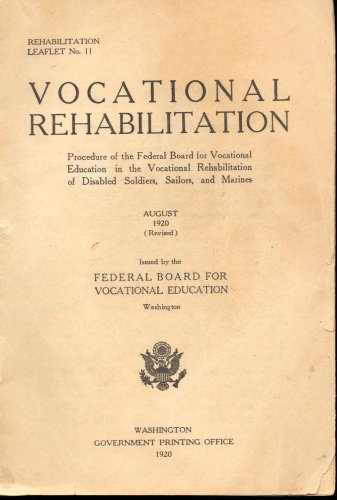 REHABILITATION
LEAFLET No. 11
VOCATIONAL
REHABILITATION
Procedure of the Federal Board for Vocational
Education in the Vocational Rehabilitation
of Disabled Soldiers, Sailors, and Marines
AUGUST
1920
(Revised)
Issued by the
FEDERAL BOARD FOR
VOCATIONAL EDUCATION
Washington
WASHINGTON
GOVERNMENT PRINTING OFFICE
1920